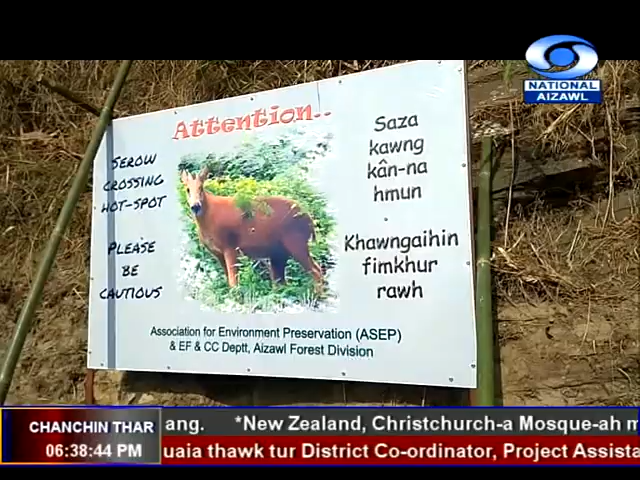 NATIONAL
AIZAWL
Attention..
SEROW
CROSSING
HOT-SPOT
PLEASE
BE
CAUTIOUS
Saza
kawng
kân-na
hmun
Khawngaihin
fimkhur
rawh
Association for Environment Preservation (ASEP)
& EF & CC Deptt, Aizawl Forest Division
CHANCHIN THAR
06:38:44 PM
ang. *New Zealand, Christchurch-a Mosque-ah m
uaia thawk tur District Co-ordinator, Project Assista